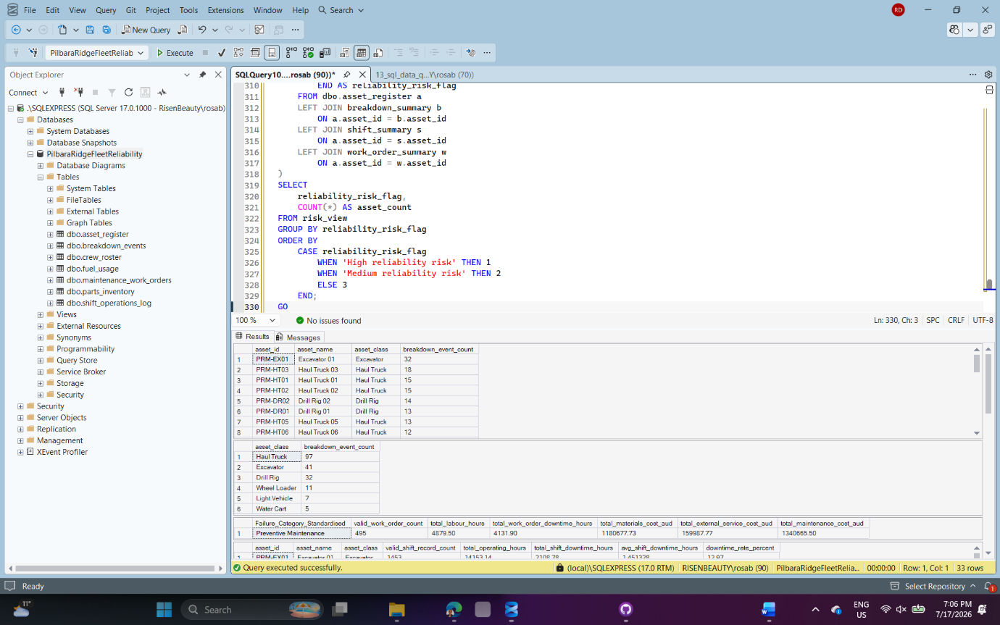 File Edit View Query Git Project Tools Extensions Window Help Search RD
New Query
PilbaraRidgeFleetReliab Execute
Object Explorer
Connect
.\SQLEXPRESS (SQL Server 17.0.1000 - RisenBeauty\rosab)
Databases
System Databases
Database Snapshots
PilbaraRidgeFleetReliability
Database Diagrams
Tables
System Tables
FileTables
External Tables
Graph Tables
dbo.asset_register
dbo.breakdown_events
dbo.crew_roster
dbo.fuel_usage
dbo.maintenance_work_orders
dbo.parts_inventory
dbo.shift_operations_log
Views
External Resources
Synonyms
Programmability
Query Store
Service Broker
Storage
Security
Security
Server Objects
Replication
Management
XEvent Profiler
SQLQuery10....rosab (90))* 13_sql_data_q...Y\rosab (70))
310 END AS reliability_risk_flag
311 FROM dbo.asset_register a
312 LEFT JOIN breakdown_summary b
313 ON a.asset_id = b.asset_id
314 LEFT JOIN shift_summary s
315 ON a.asset_id = s.asset_id
316 LEFT JOIN work_order_summary w
317 ON a.asset_id = w.asset_id
318 )
319 SELECT
320 reliability_risk_flag,
321 COUNT(*) AS asset_count
322 FROM risk_view
323 GROUP BY reliability_risk_flag
324 ORDER BY
325 CASE reliability_risk_flag
326 WHEN 'High reliability risk' THEN 1
327 WHEN 'Medium reliability risk' THEN 2
328 ELSE 3
329 END;
330 GO
100 % No issues found Ln: 330, Ch: 3 SPC CRLF UTF-8
Results Messages
asset_id asset_name asset_class breakdown_event_count
1 PRM-EX01 Excavator 01 Excavator 32
2 PRM-HT03 Haul Truck 03 Haul Truck 18
3 PRM-HT01 Haul Truck 01 Haul Truck 15
4 PRM-HT02 Haul Truck 02 Haul Truck 15
5 PRM-DR02 Drill Rig 02 Drill Rig 14
6 PRM-DR01 Drill Rig 01 Drill Rig 13
7 PRM-HT05 Haul Truck 05 Haul Truck 13
8 PRM-HT06 Haul Truck 06 Haul Truck 12
asset_class breakdown_event_count
1 Haul Truck 97
2 Excavator 41
3 Drill Rig 32
4 Wheel Loader 11
5 Light Vehicle 7
6 Water Cart 5
Failure_Category_Standardised valid_work_order_count total_labour_hours total_work_order_downtime_hours total_materials_cost_aud total_external_service_cost_aud total_maintenance_cost_aud
1 Preventive Maintenance 495 4879.50 4131.90 1180677.73 159987.77 1340665.50
asset_id asset_name asset_class valid_shift_record_count total_operating_hours total_shift_downtime_hours avg_shift_downtime_hours downtime_rate_percent
1 PRM-EX01 Excavator 01 Excavator 1453 14153.14 2108.78 1.451328 12.97
Query executed successfully. (local)\SQLEXPRESS (17.0 RTM) RISENBEAUTY\rosab (90) PilbaraRidgeFleetRelia... 00:00:00 Row: 1, Col: 1 33 rows
Ready Select Repository 1
11° Search ENG US 7:06 PM 7/17/2026